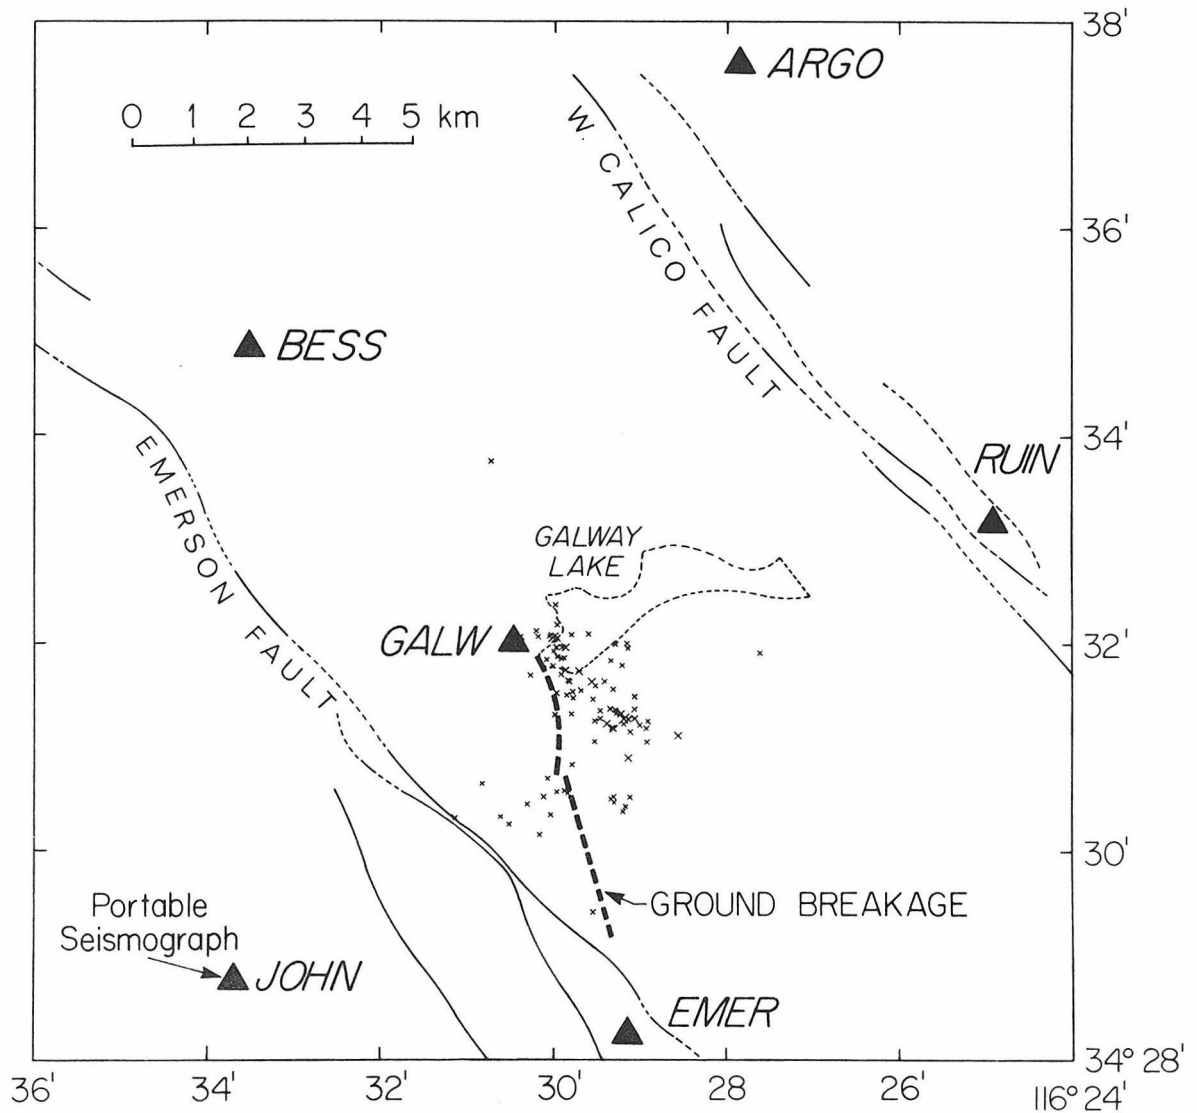 38'
ARGO
0 1 2 3 4 5 km
W CALICO FAULT
36'
BESS
34'
EMERSON FAULT
RUIN
GALWAY
LAKE
GALW
32'
30'
GROUND BREAKAGE
Portable
Seismograph
JOHN
EMER
34° 28'
36' 34' 32' 30' 28' 26' 116° 24'